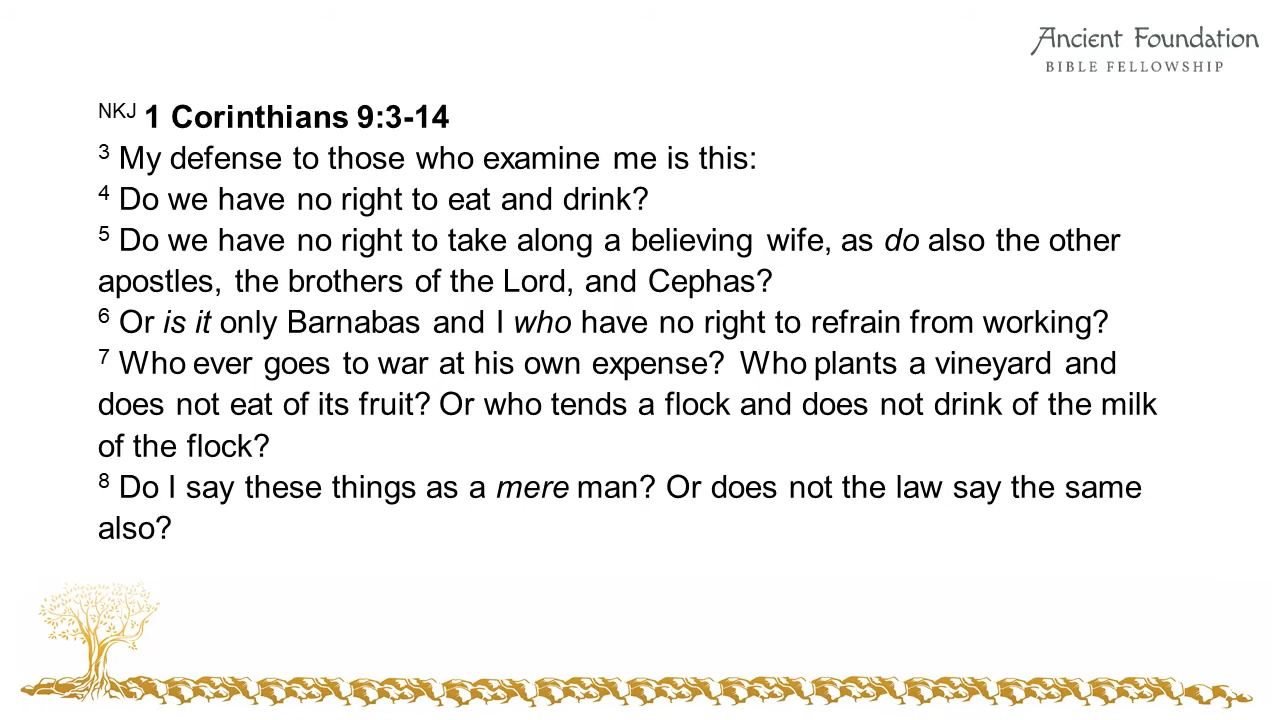 Ancient Foundation
BIBLE FELLOWSHIP
NKJ 1 Corinthians 9:3-14
3 My defense to those who examine me is this:
4 Do we have no right to eat and drink?
5 Do we have no right to take along a believing wife, as do also the other
apostles, the brothers of the Lord, and Cephas?
6 Or is it only Barnabas and I who have no right to refrain from working?
7 Who ever goes to war at his own expense? Who plants a vineyard and
does not eat of its fruit? Or who tends a flock and does not drink of the milk
of the flock?
8 Do I say these things as a mere man? Or does not the law say the same
also?